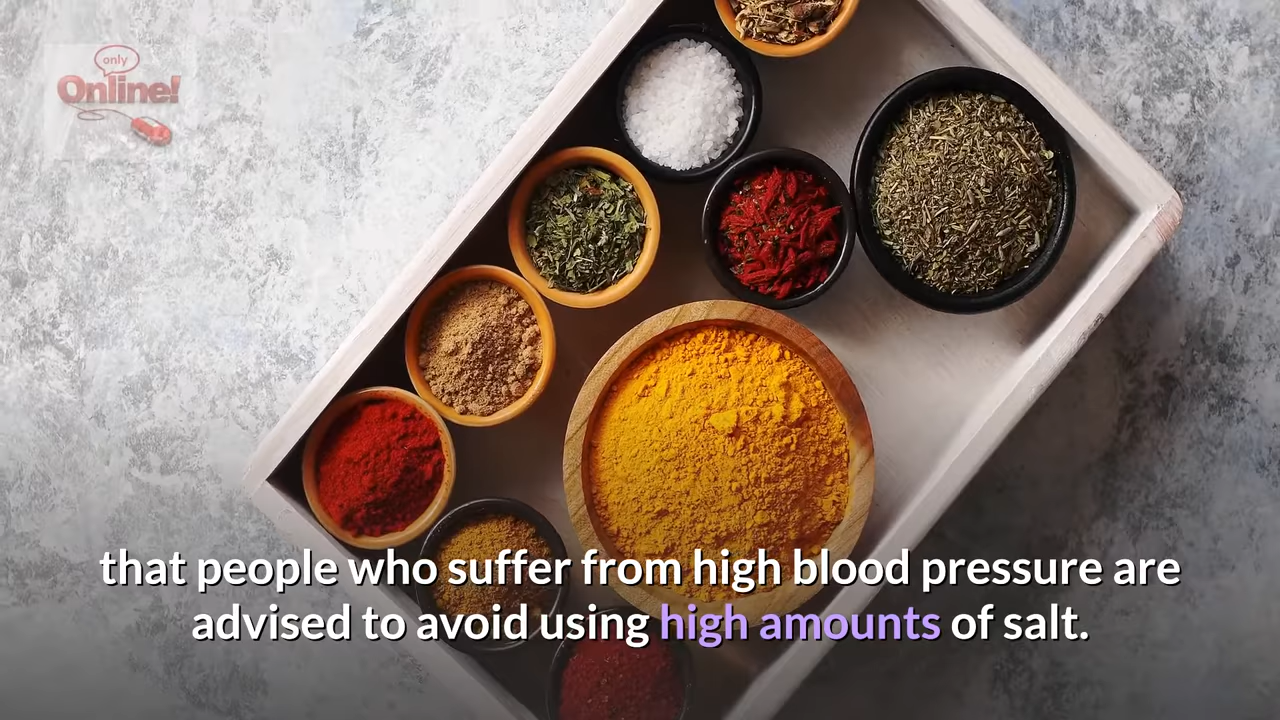 only
Online!
that people who suffer from high blood pressure are
advised to avoid using high amounts of salt.